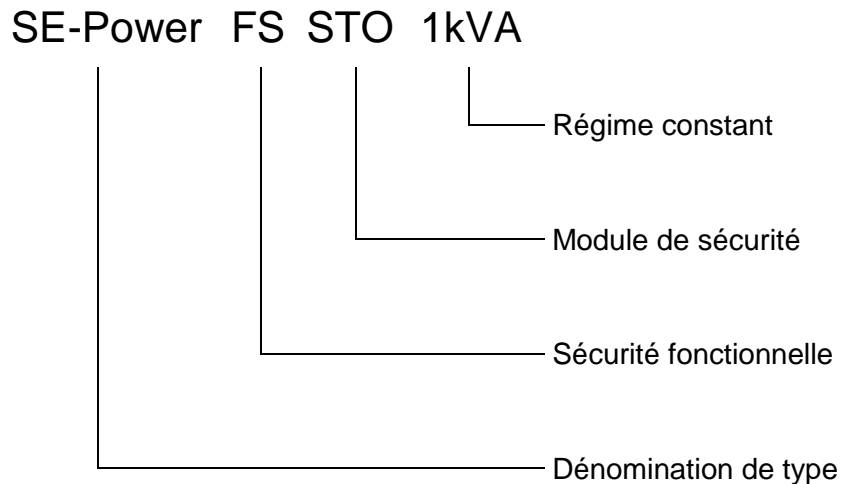 SE-Power FS STO 1kVA
Régime constant
Module de sécurité
Sécurité fonctionnelle
Dénomination de type